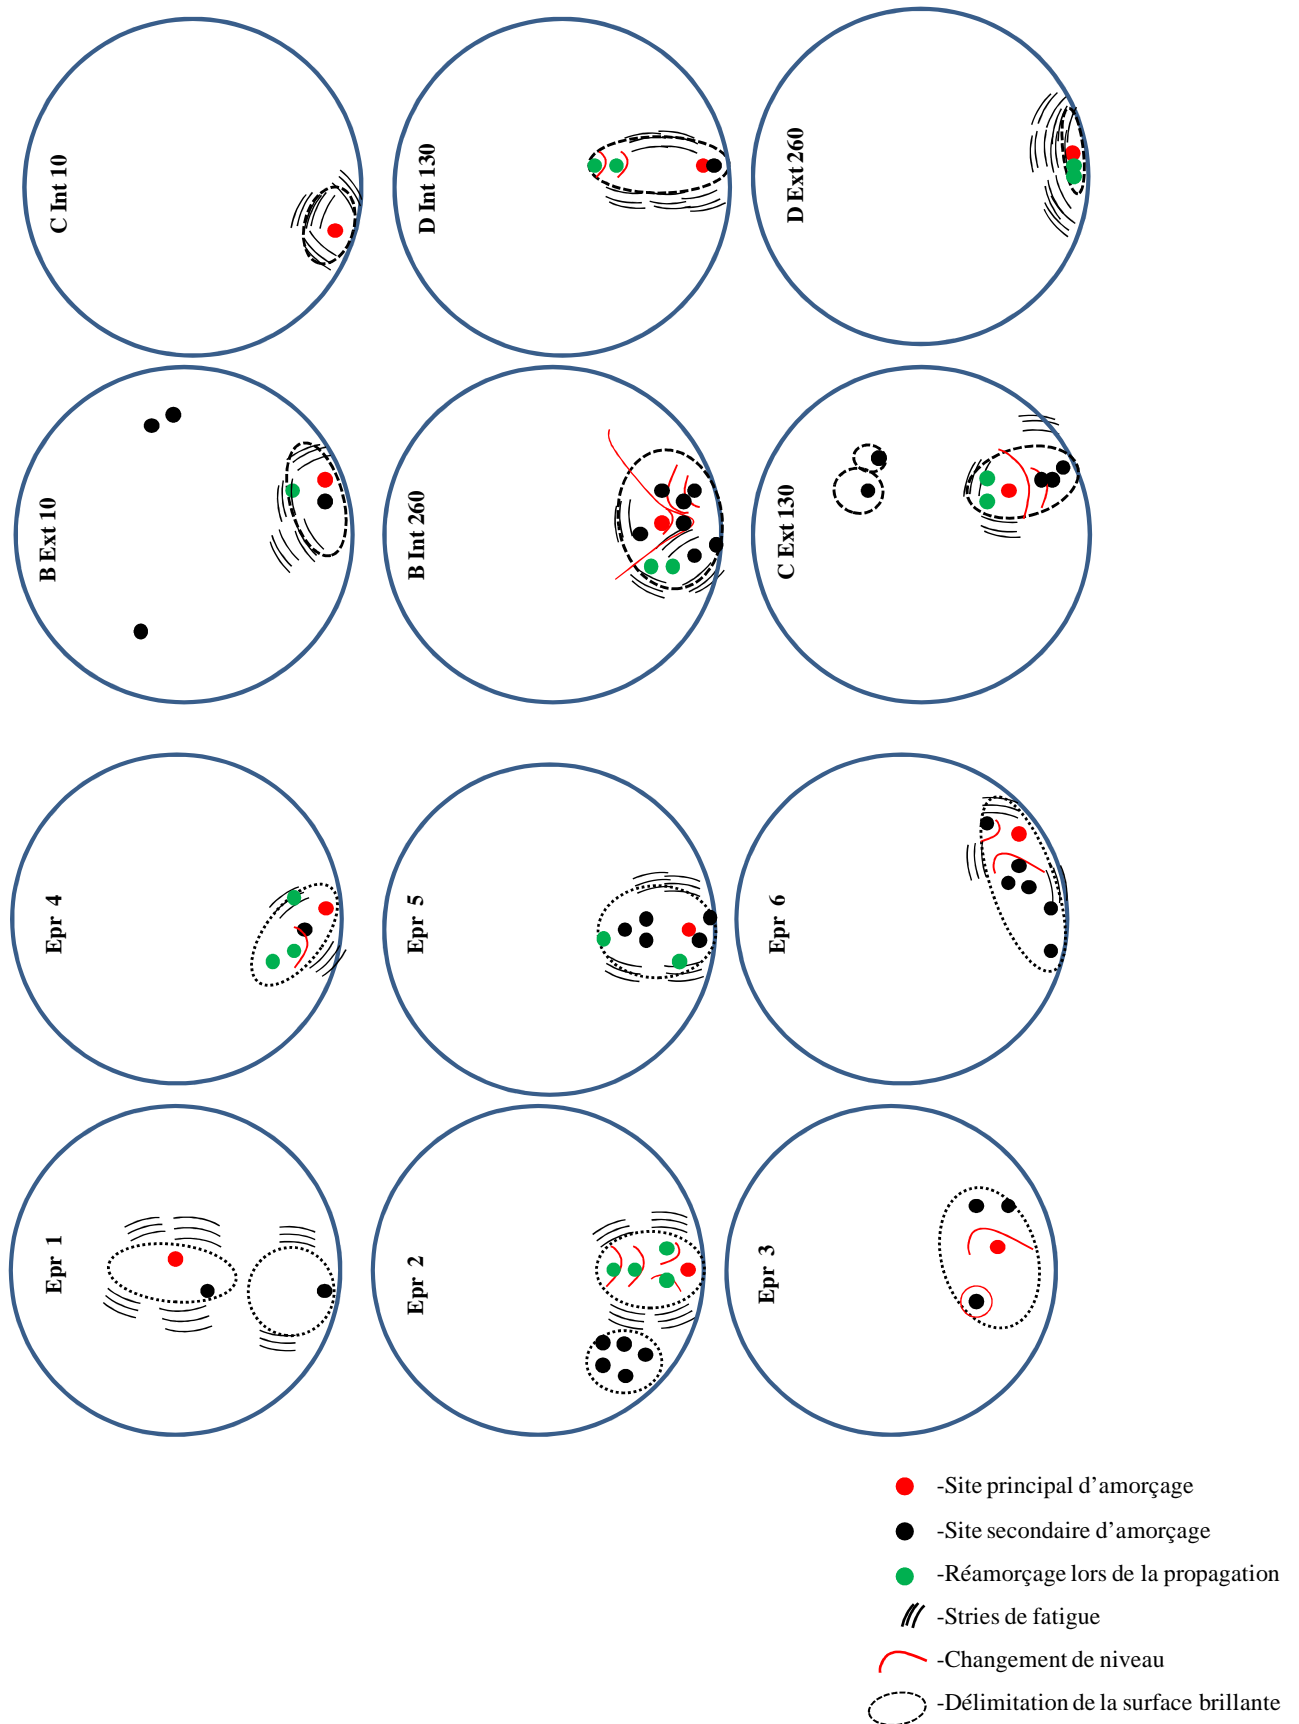 C Int 10
D Int 130
D Ext 260
B Ext 10
B Int 260
C Ext 130
Epr 4
Epr 5
Epr 6
Epr 1
Epr 2
Epr 3
-Site principal d’amorçage
-Site secondaire d’amorçage
-Réamorçage lors de la propagation
-Stries de fatigue
-Changement de niveau
-Délimitation de la surface brillante